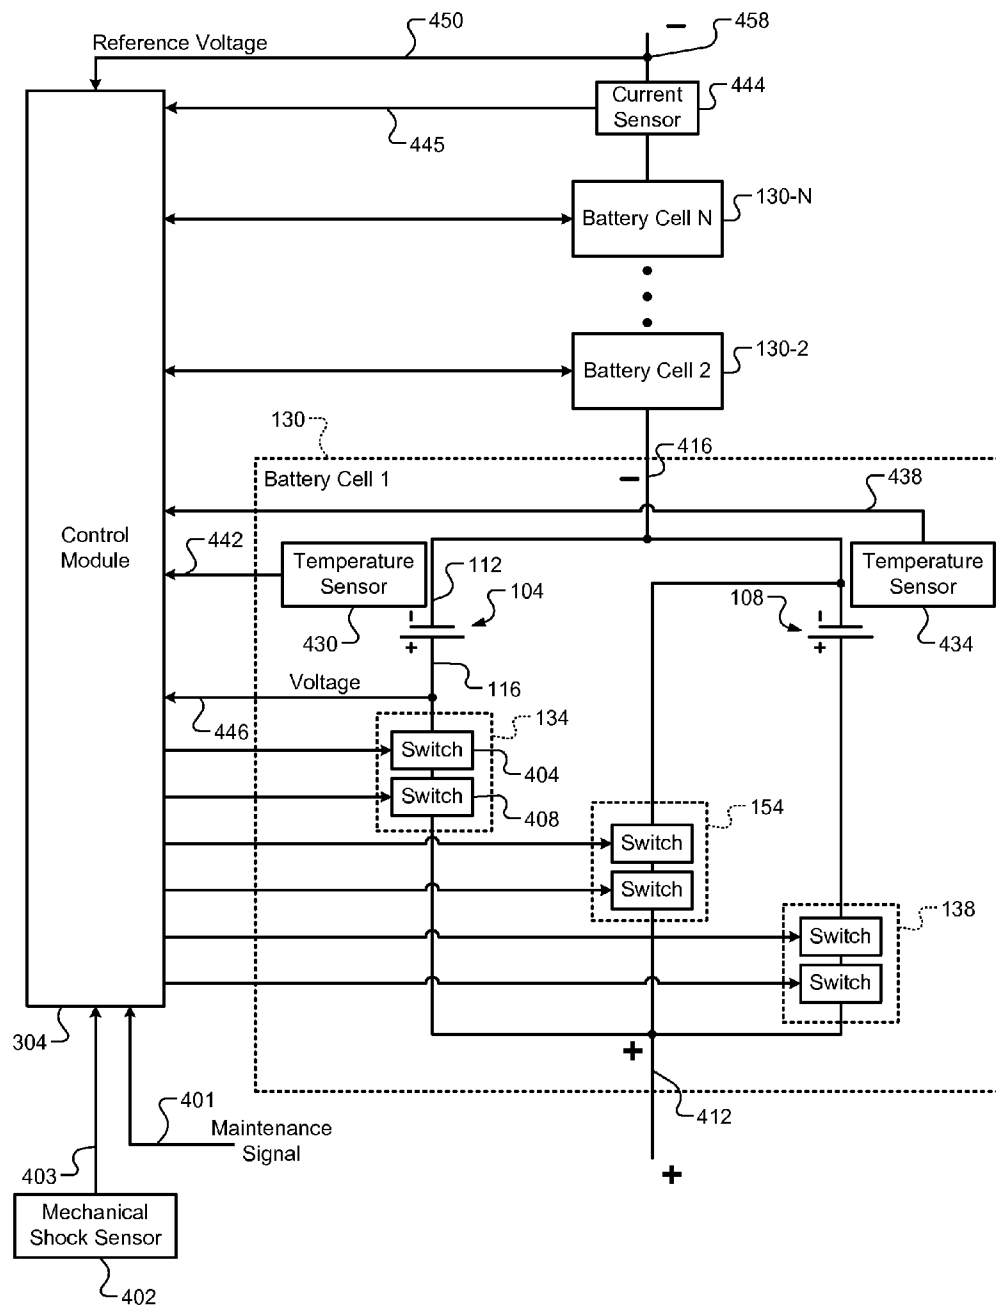 450
−
458
Reference Voltage
Current
Sensor
444
445
130-N
Battery Cell N
130-2
Battery Cell 2
130
416
Battery Cell 1
−
438
Control
Module
442
Temperature
Sensor
112
104
108
Temperature
Sensor
430
−
+
−
+
434
116
Voltage
446
134
Switch
404
Switch
408
154
Switch
Switch
138
Switch
Switch
304
+
412
401
Maintenance
Signal
403
+
Mechanical
Shock Sensor
402